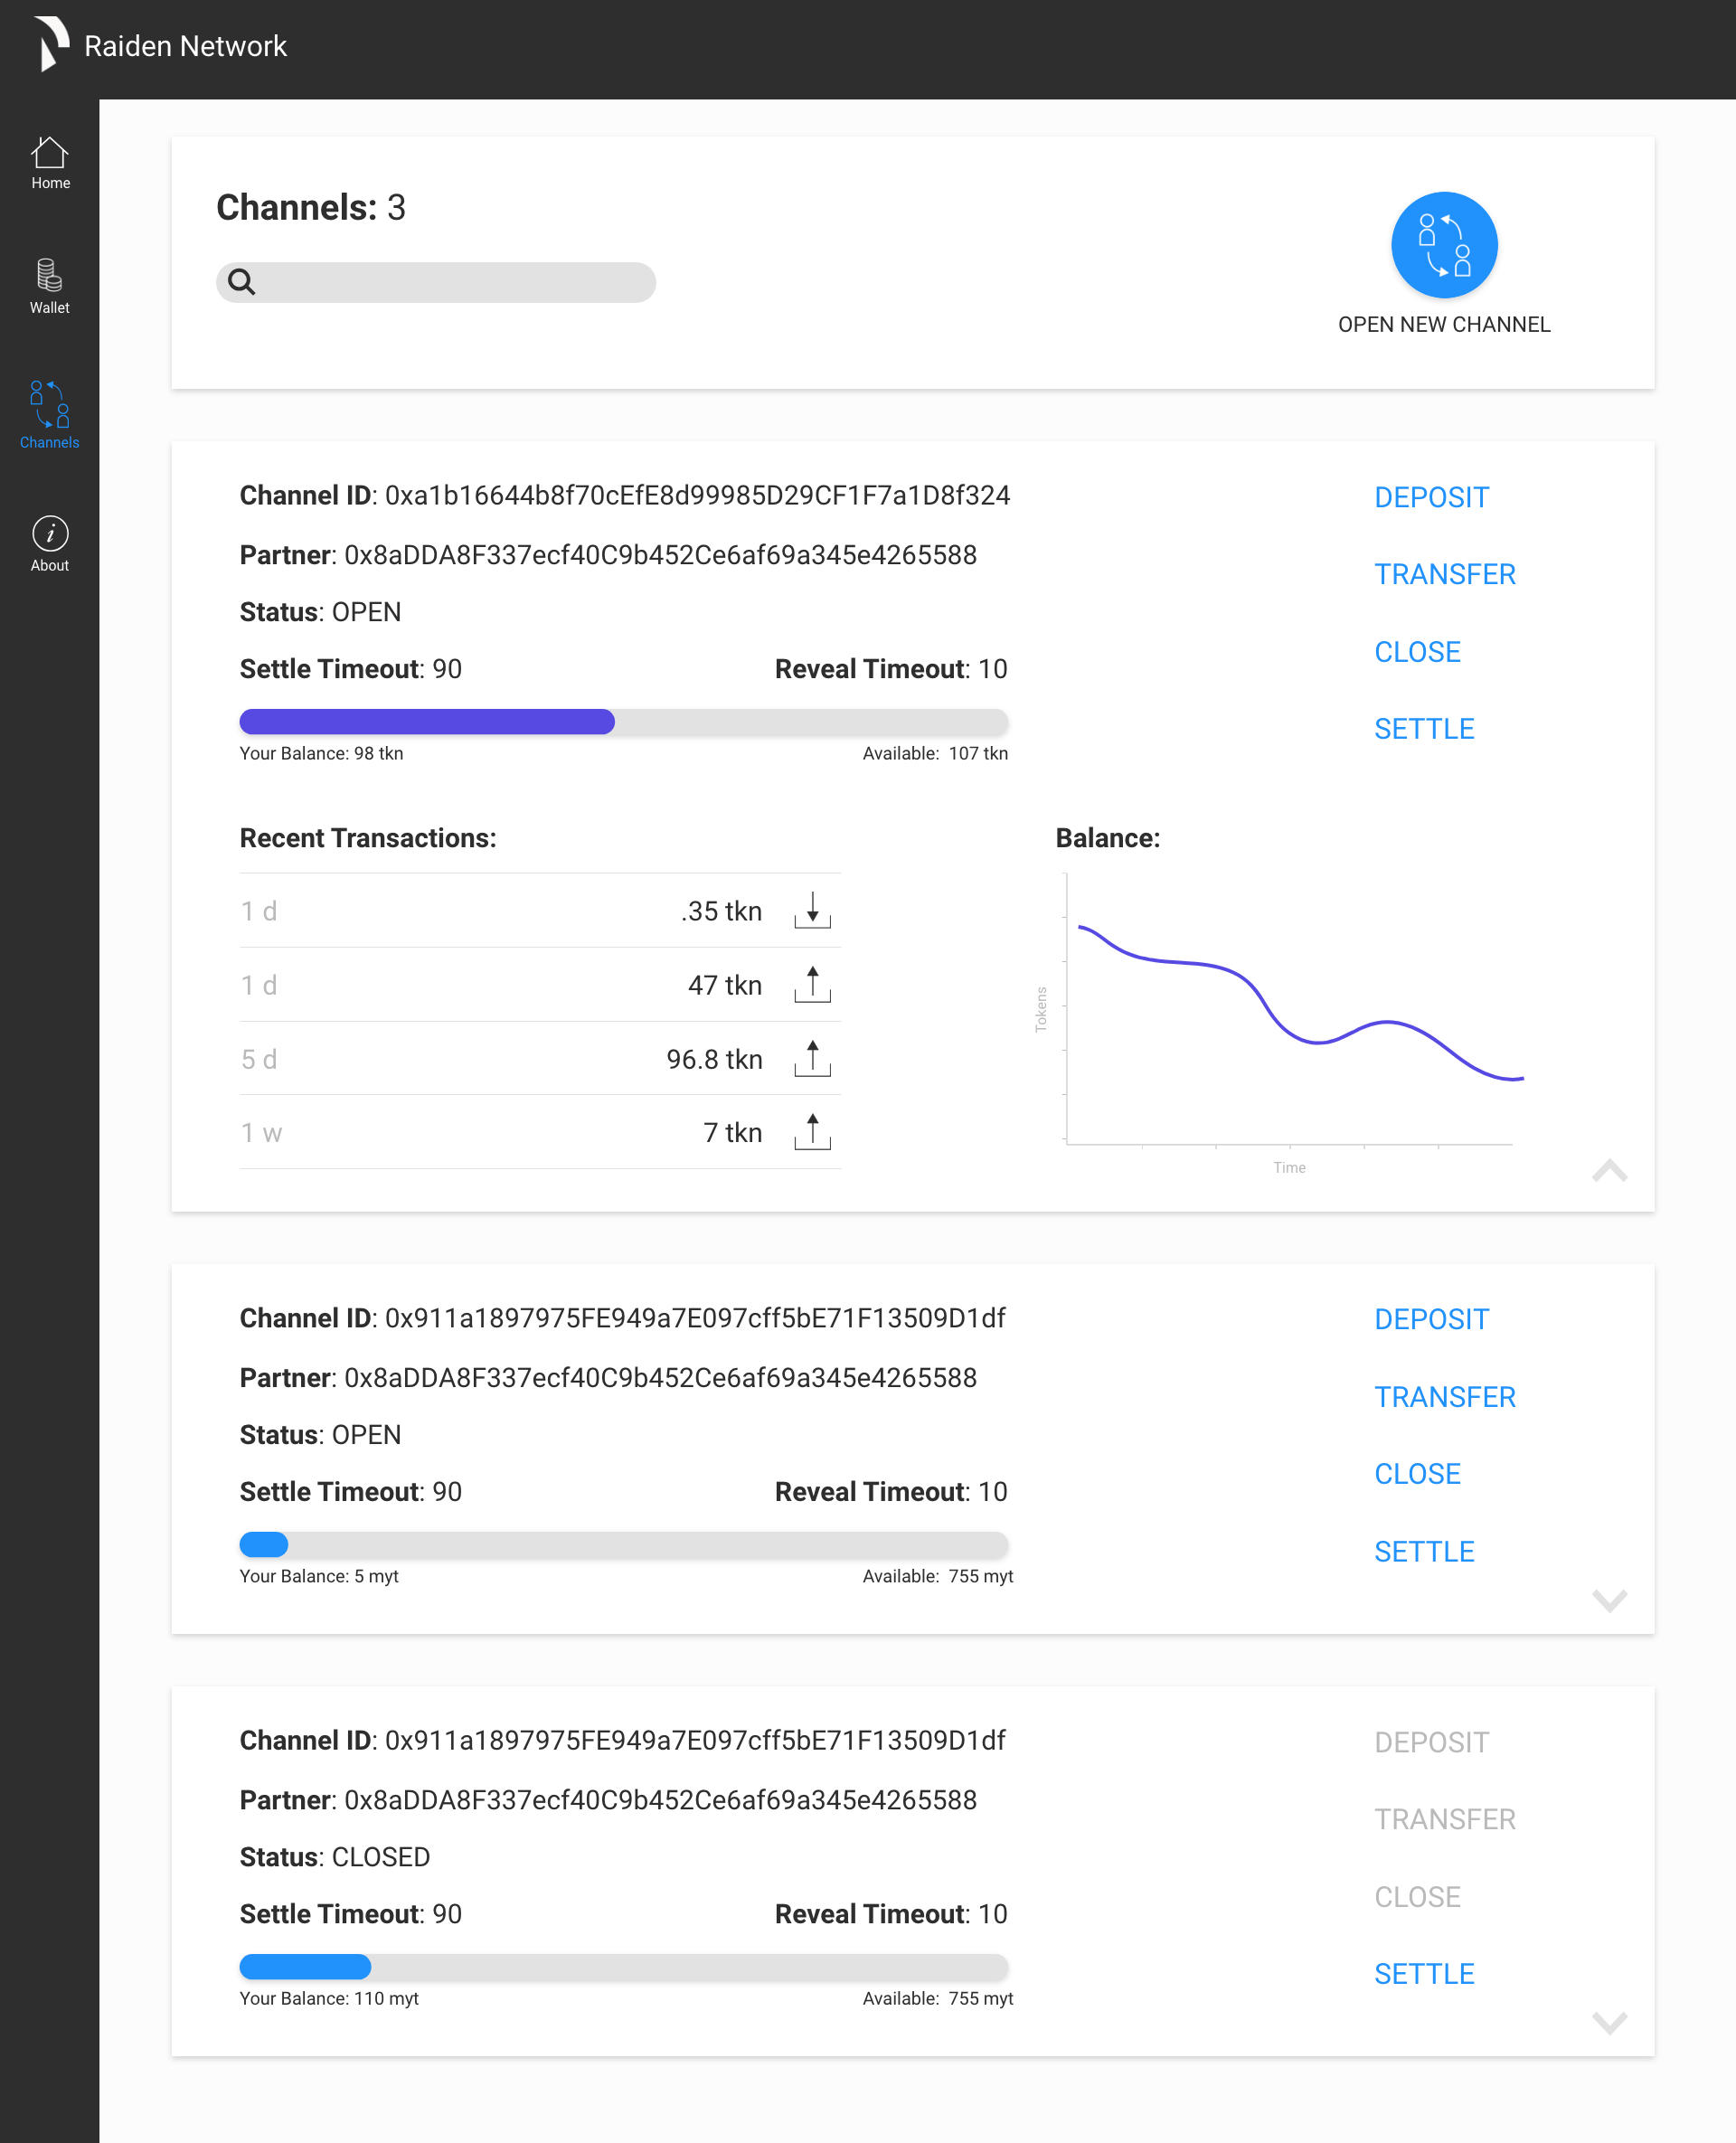 Raiden Network
Home
Wallet
Channels
About
Channels: 3
OPEN NEW CHANNEL
Channel ID: 0xa1b16644b8f70cEfE8d99985D29CF1F7a1D8f324
Partner: 0x8aDDA8F337ecf40C9b452Ce6af69a345e4265588
Status: OPEN
Settle Timeout: 90 Reveal Timeout: 10
Your Balance: 98 tkn Available: 107 tkn
DEPOSIT
TRANSFER
CLOSE
SETTLE
Recent Transactions:
1 d .35 tkn
1 d 47 tkn
5 d 96.8 tkn
1 w 7 tkn
Balance:
Tokens
Time
Channel ID: 0x911a1897975FE949a7E097cff5bE71F13509D1df
Partner: 0x8aDDA8F337ecf40C9b452Ce6af69a345e4265588
Status: OPEN
Settle Timeout: 90 Reveal Timeout: 10
Your Balance: 5 myt Available: 755 myt
DEPOSIT
TRANSFER
CLOSE
SETTLE
Channel ID: 0x911a1897975FE949a7E097cff5bE71F13509D1df
Partner: 0x8aDDA8F337ecf40C9b452Ce6af69a345e4265588
Status: CLOSED
Settle Timeout: 90 Reveal Timeout: 10
Your Balance: 110 myt Available: 755 myt
DEPOSIT
TRANSFER
CLOSE
SETTLE